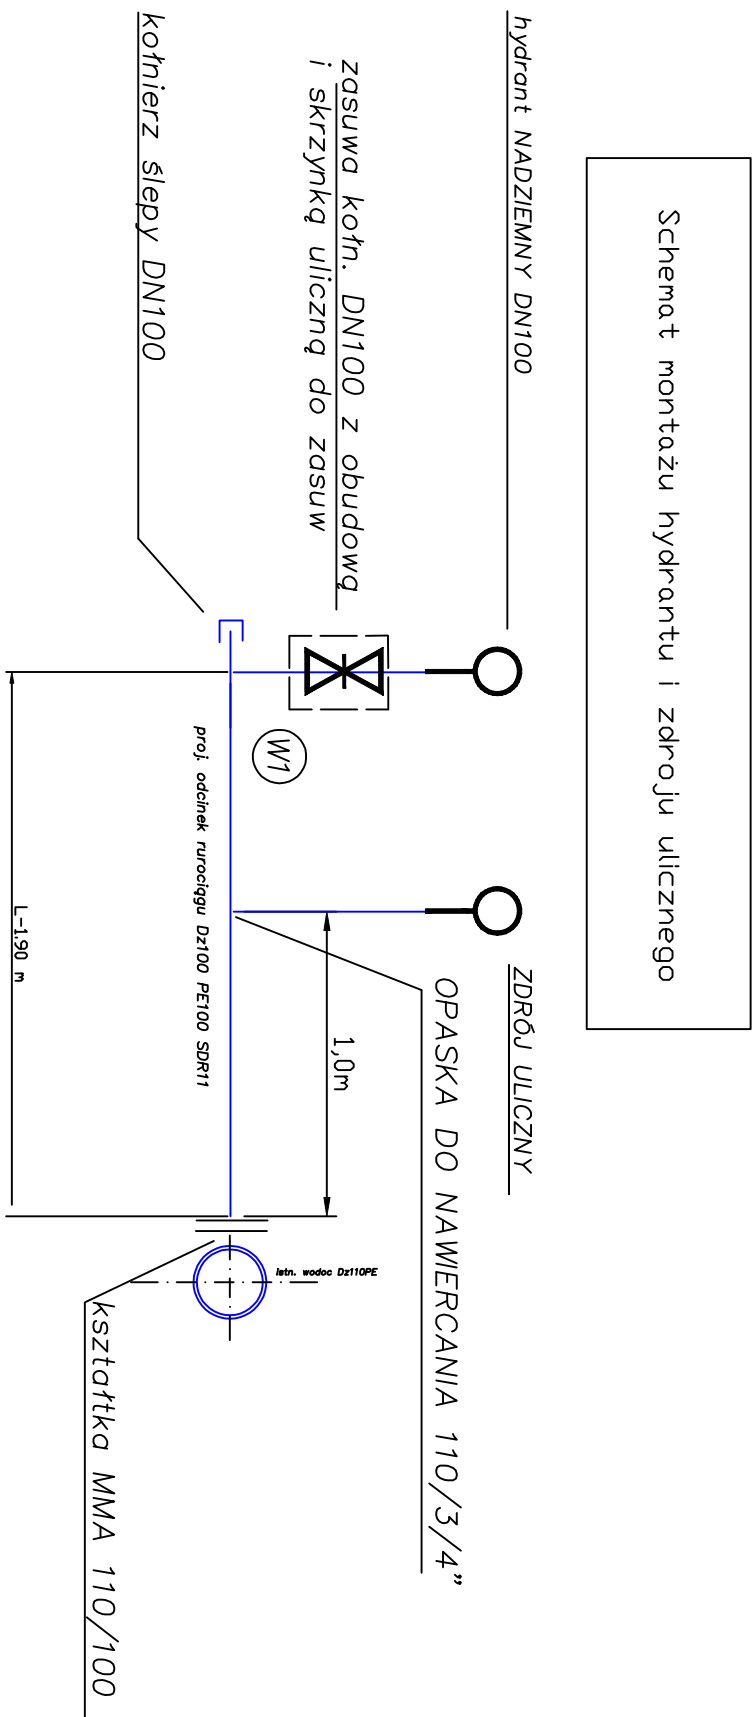 Schemat montażu hydrantu i zdroju ulicznego
hydrant NADZIEMNY DN100
ZDRÓJ ULICZNY
zasuwa kołn. DN100 z obudową
i skrzynką uliczną do zasuw
OPASKA DO NAWIERCANIA 110/3/4”
1,0m
W1
istn. wodoc Dz110PE
proj. odcinek rurociągu Dz100 PE100 SDR11
kołnierz ślepy DN100
kształtka MMA 110/100
L-1.90 m